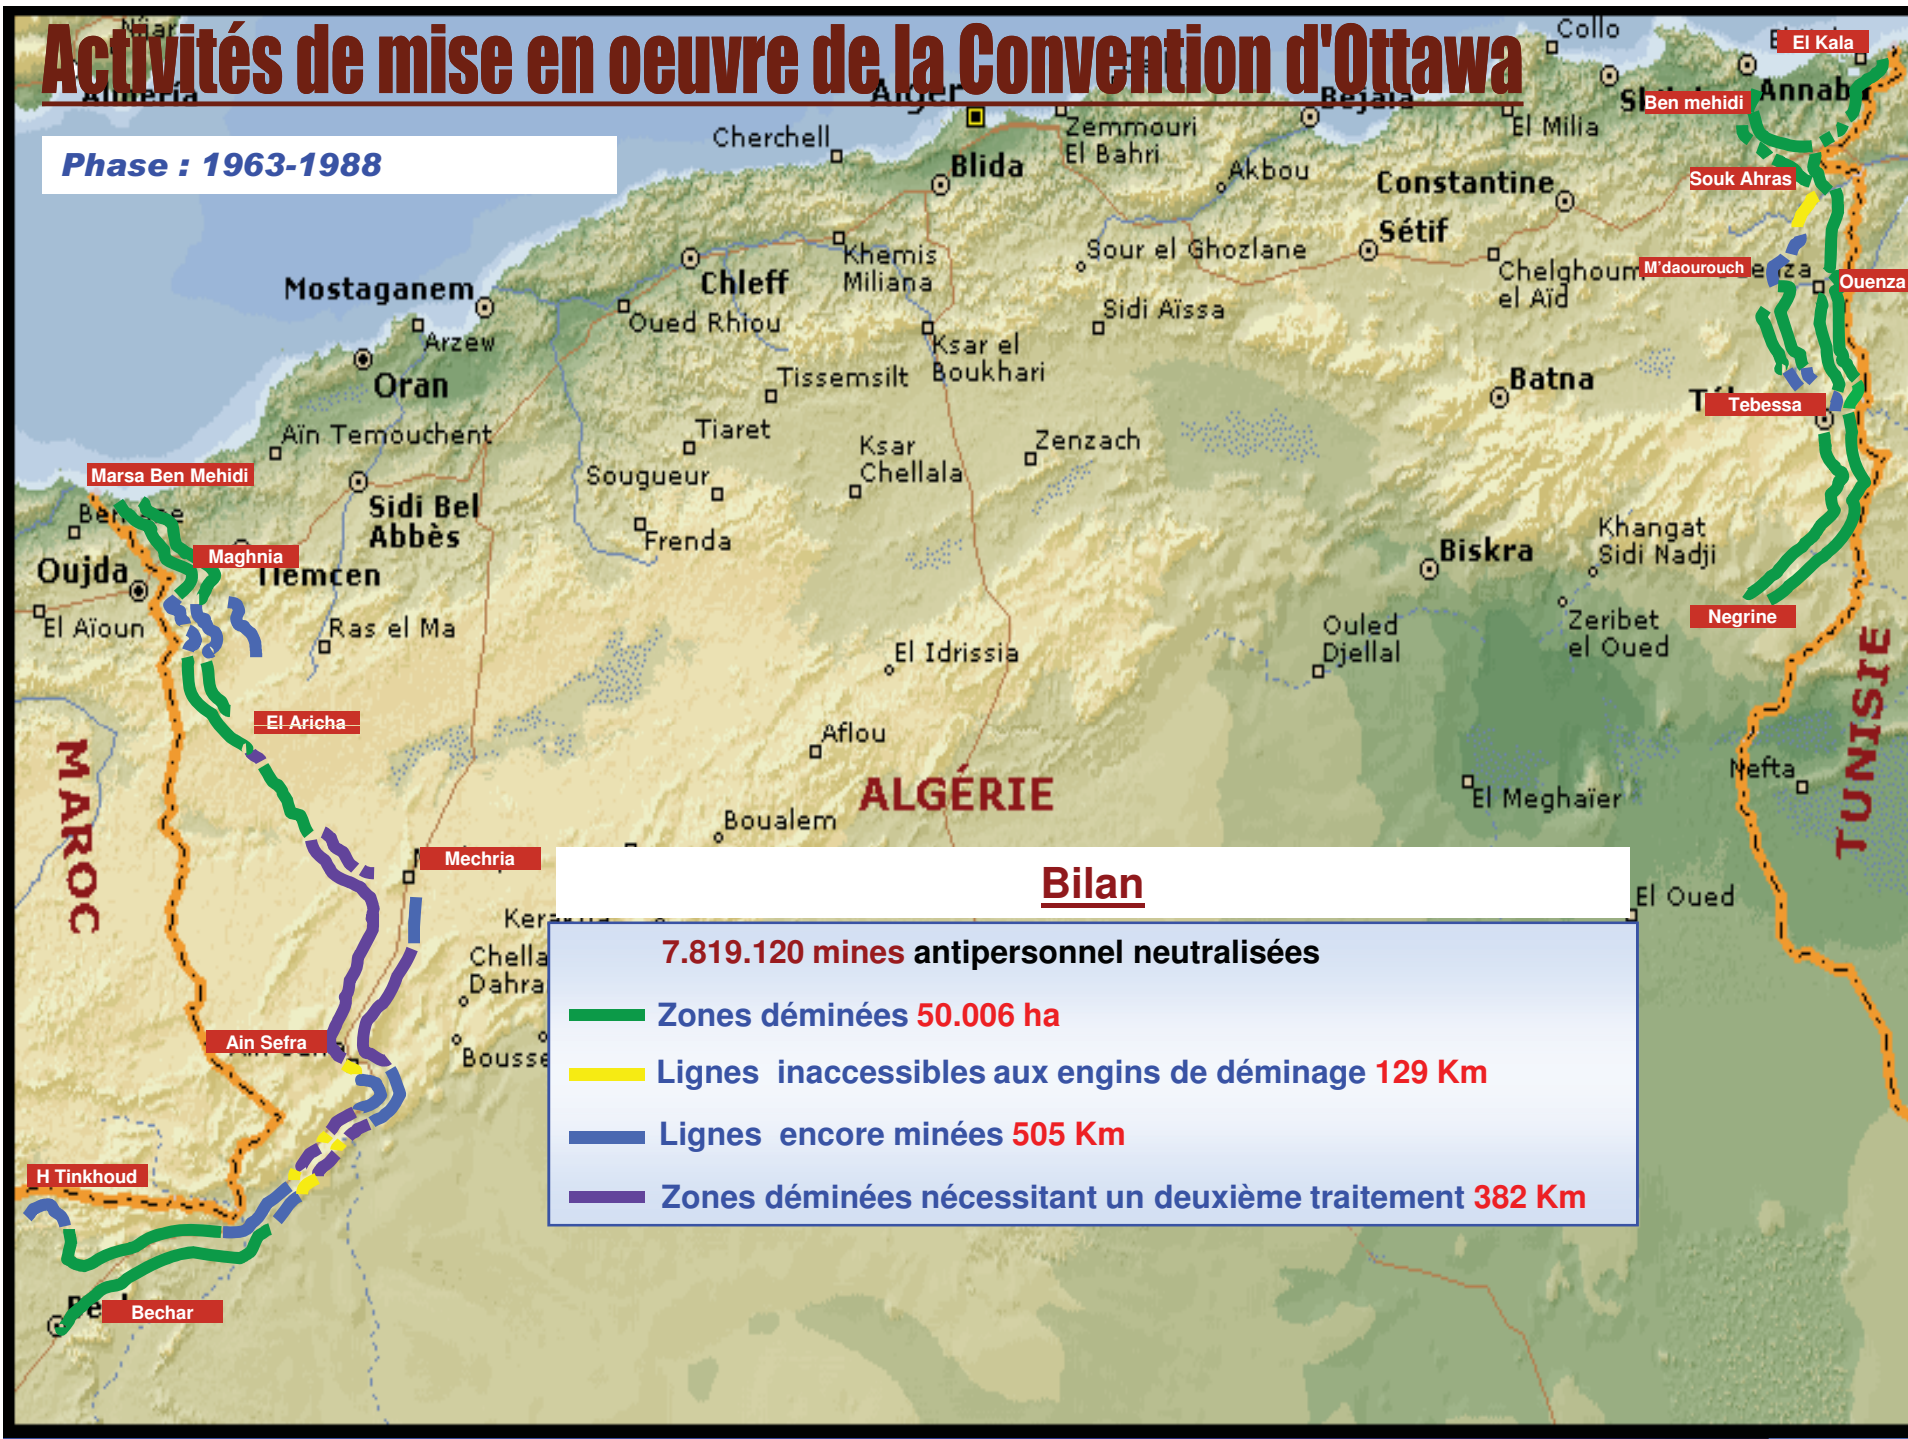 Activités de mise en oeuvre de la Convention d'Ottawa
Phase : 1963-1988
Almería
Alger
Bejaïa
Collo
El Kala
Annaba
Ben mehidi
Cherchell
Zemmouri
El Bahri
El Milia
Blida
Akbou
Constantine
Souk Ahras
Sétif
Sour el Ghozlane
Khemis
Miliana
Chelghoum
el Aïd
M'daourouch
Ouenza
Chleff
Mostaganem
Oued Rhiou
Sidi Aïssa
Arzew
Ksar el
Boukhari
Oran
Tissemsilt
Batna
Tebessa
Aïn Temouchent
Tiaret
Ksar
Chellala
Zenzach
Marsa Ben Mehidi
Sougueur
Sidi Bel
Abbès
Frenda
Khangat
Sidi Nadji
Biskra
Maghnia
Oujda
Tlemcen
Negrine
El Aïoun
Ras el Ma
Ouled
Djellal
Zeribet
el Oued
El Idrissia
TUNISIE
El Aricha
MAROC
Aflou
Nefta
ALGÉRIE
El Meghaïer
Boualem
Mechria
El Oued
Chella
Dahra
Ain Sefra
Bousse
H Tinkhoud
Bechar
Bilan
7.819.120 mines antipersonnel neutralisées
Zones déminées 50.006 ha
Lignes inaccessibles aux engins de déminage 129 Km
Lignes encore minées 505 Km
Zones déminées nécessitant un deuxième traitement 382 Km